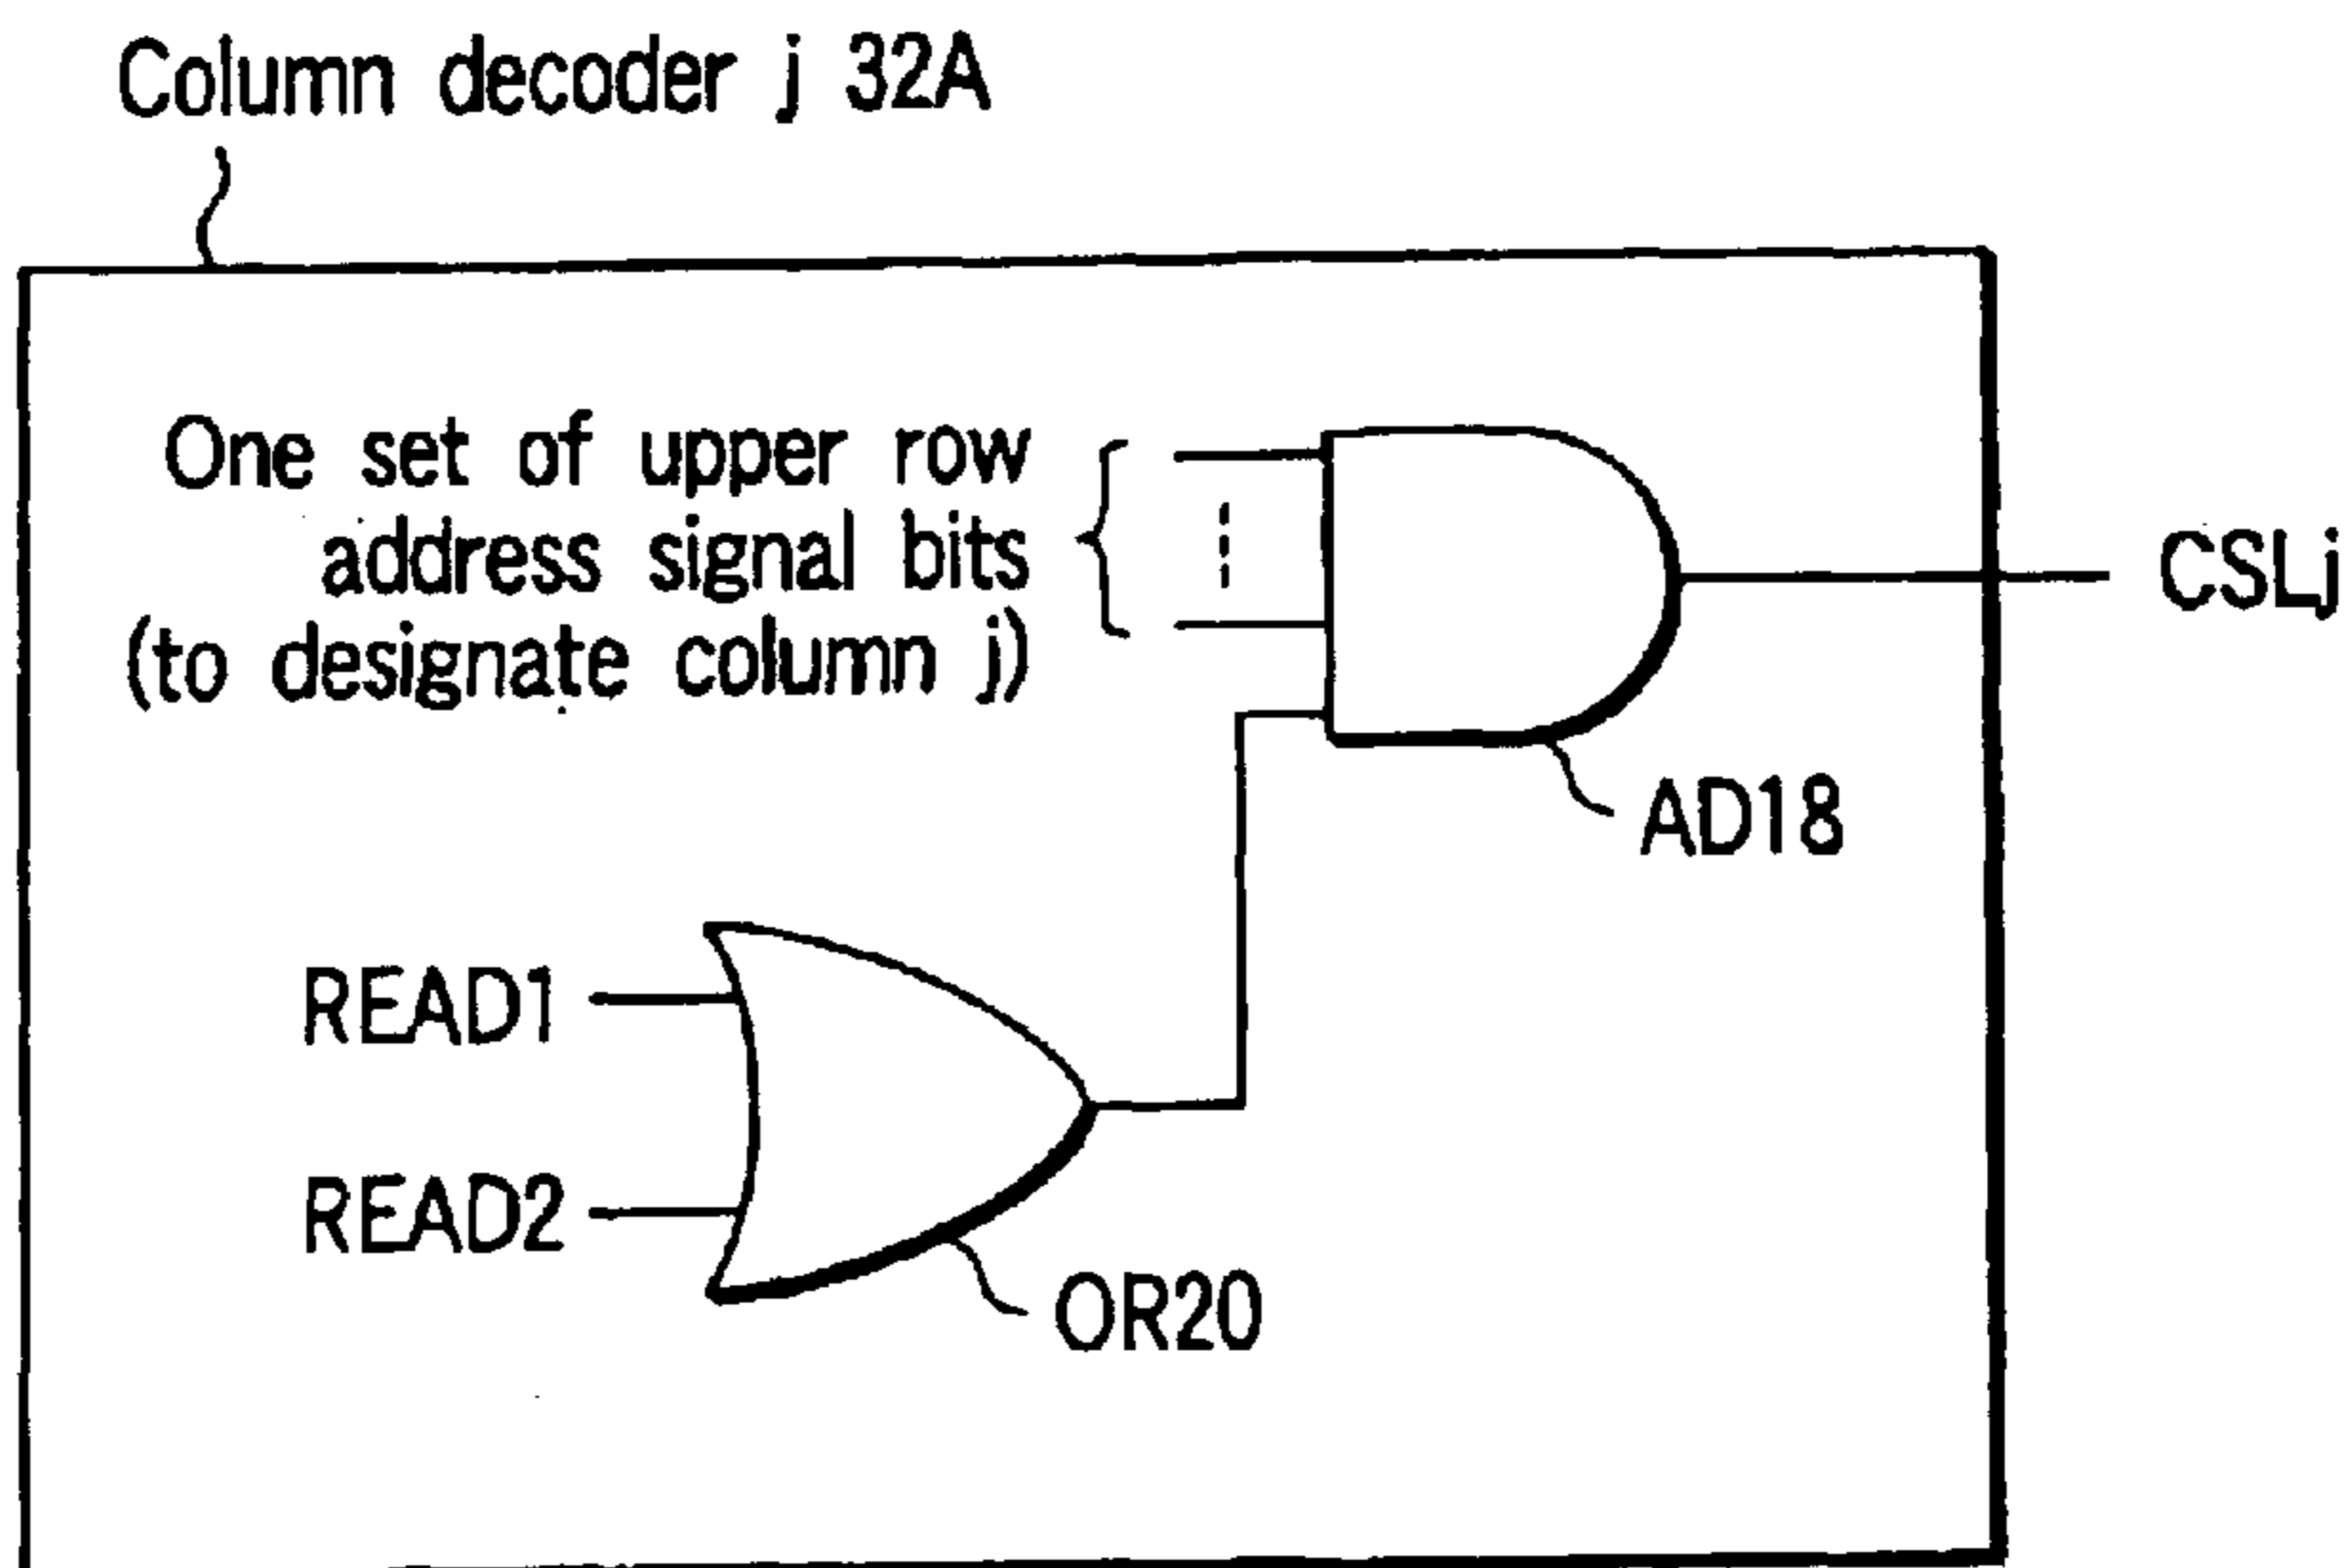 Column decoder j 32A
One set of upper row
address signal bits
(to designate column j)
CSLj
AD18
READ1
READ2
OR20